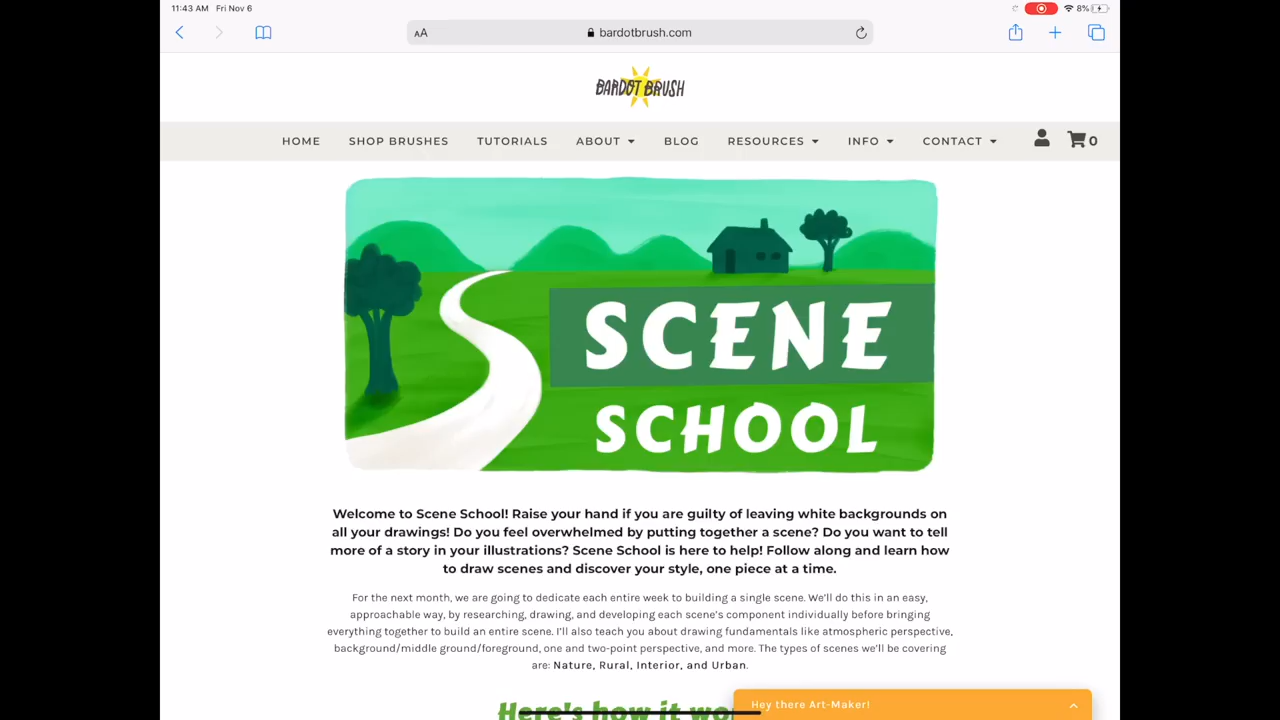 11:43 AM Fri Nov 6
8%
AA
bardotbrush.com
BARDOT BRUSH
HOME SHOP BRUSHES TUTORIALS ABOUT BLOG RESOURCES INFO CONTACT 0
SCENE
SCHOOL
Welcome to Scene School! Raise your hand if you are guilty of leaving white backgrounds on
all your drawings! Do you feel overwhelmed by putting together a scene? Do you want to tell
more of a story in your illustrations? Scene School is here to help! Follow along and learn how
to draw scenes and discover your style, one piece at a time.
For the next month, we are going to dedicate each entire week to building a single scene. We'll do this in an easy,
approachable way, by researching, drawing, and developing each scene's component individually before bringing
everything together to build an entire scene. I'll also teach you about drawing fundamentals like atmospheric perspective,
background/middle ground/foreground, one and two-point perspective, and more. The types of scenes we'll be covering
are: Nature, Rural, Interior, and Urban.
Here's how it
Hey there Art-Maker!